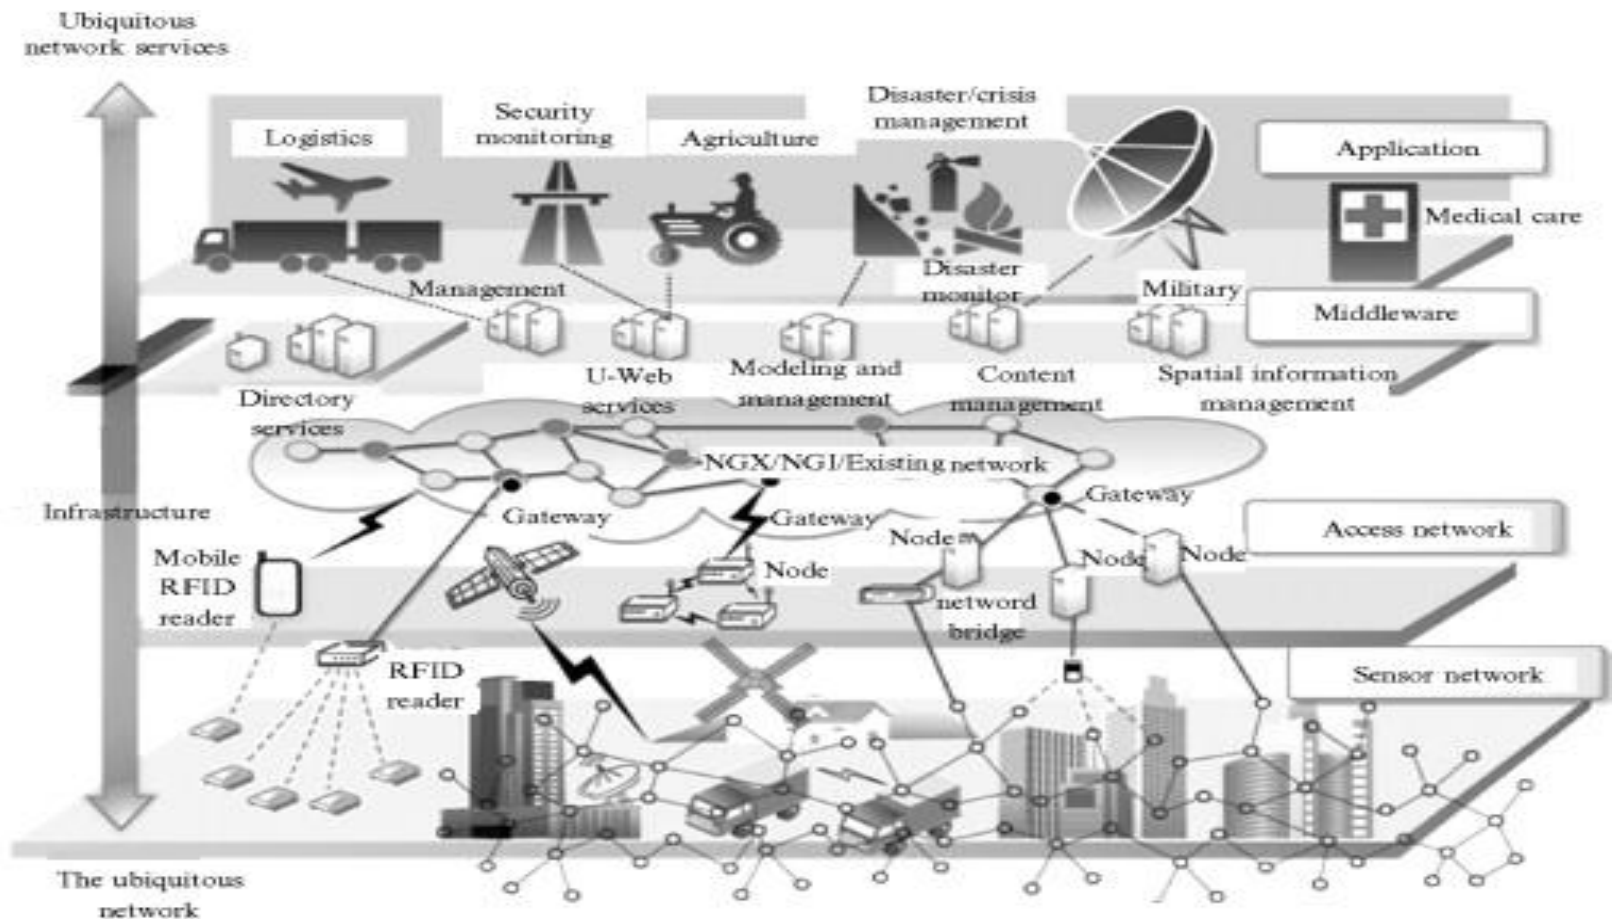 Ubiquitous
network services
Logistics
Security
monitoring
Agriculture
Disaster/crisis
management
Application
Medical care
Management
Disaster
monitor
Military
Middleware
Directory
services
U-Web
services
Modeling and
management
Content
management
Spatial information
management
NGX/NGI/Existing network
Infrastructure
Gateway
Gateway
Gateway
Access network
Mobile
RFID
reader
Node
Node
Node
Node
netword
bridge
RFID
reader
Sensor network
The ubiquitous
network